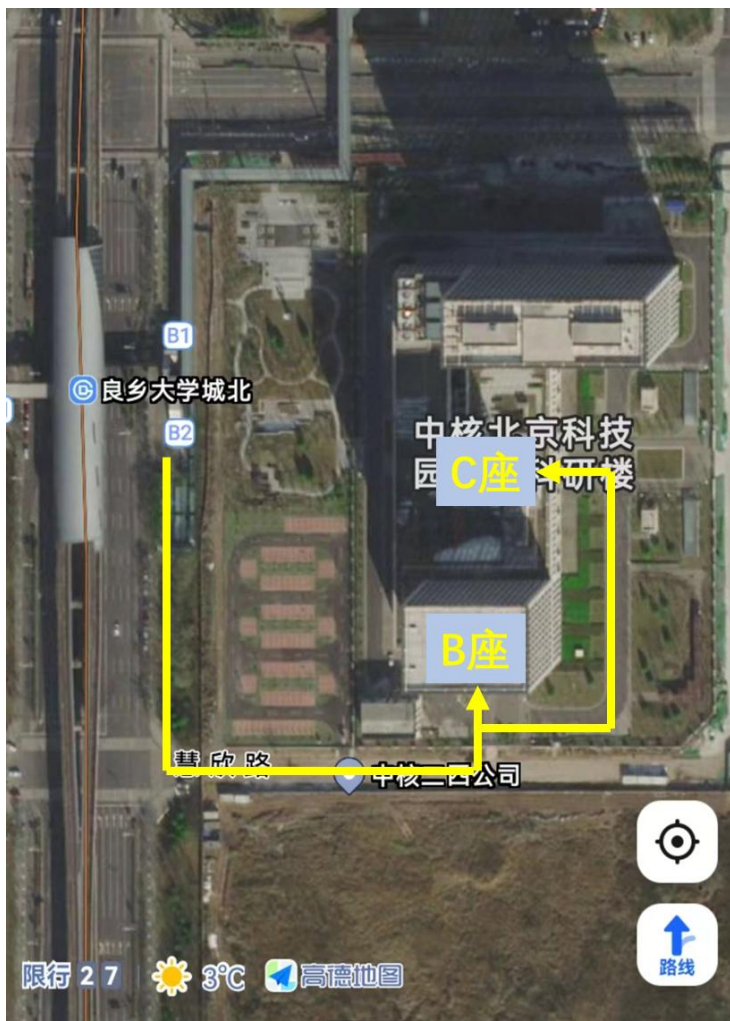 B1
良乡大学城北
B2
中核北京科技
园 科研楼
C座
B座
慧欣路
中核二四公司
路线
限行 2 7
3°C
高德地图